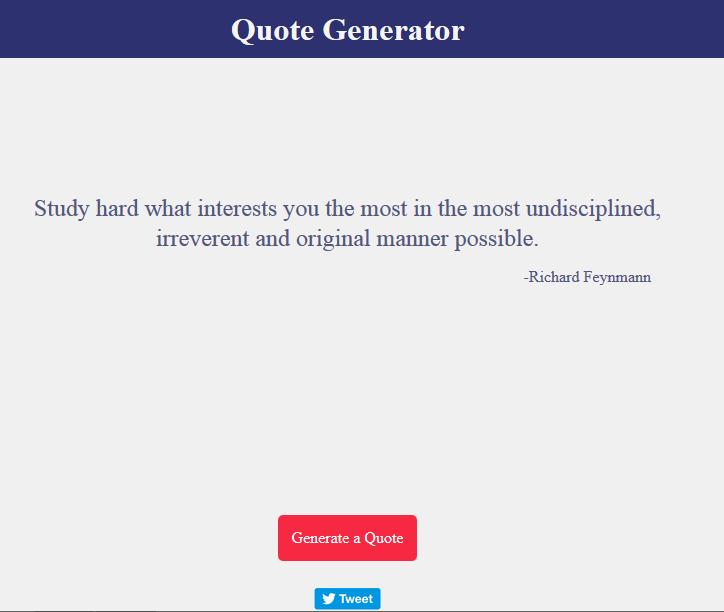 Quote Generator
Study hard what interests you the most in the most undisciplined,
irreverent and original manner possible.
-Richard Feynmann
Generate a Quote
Tweet